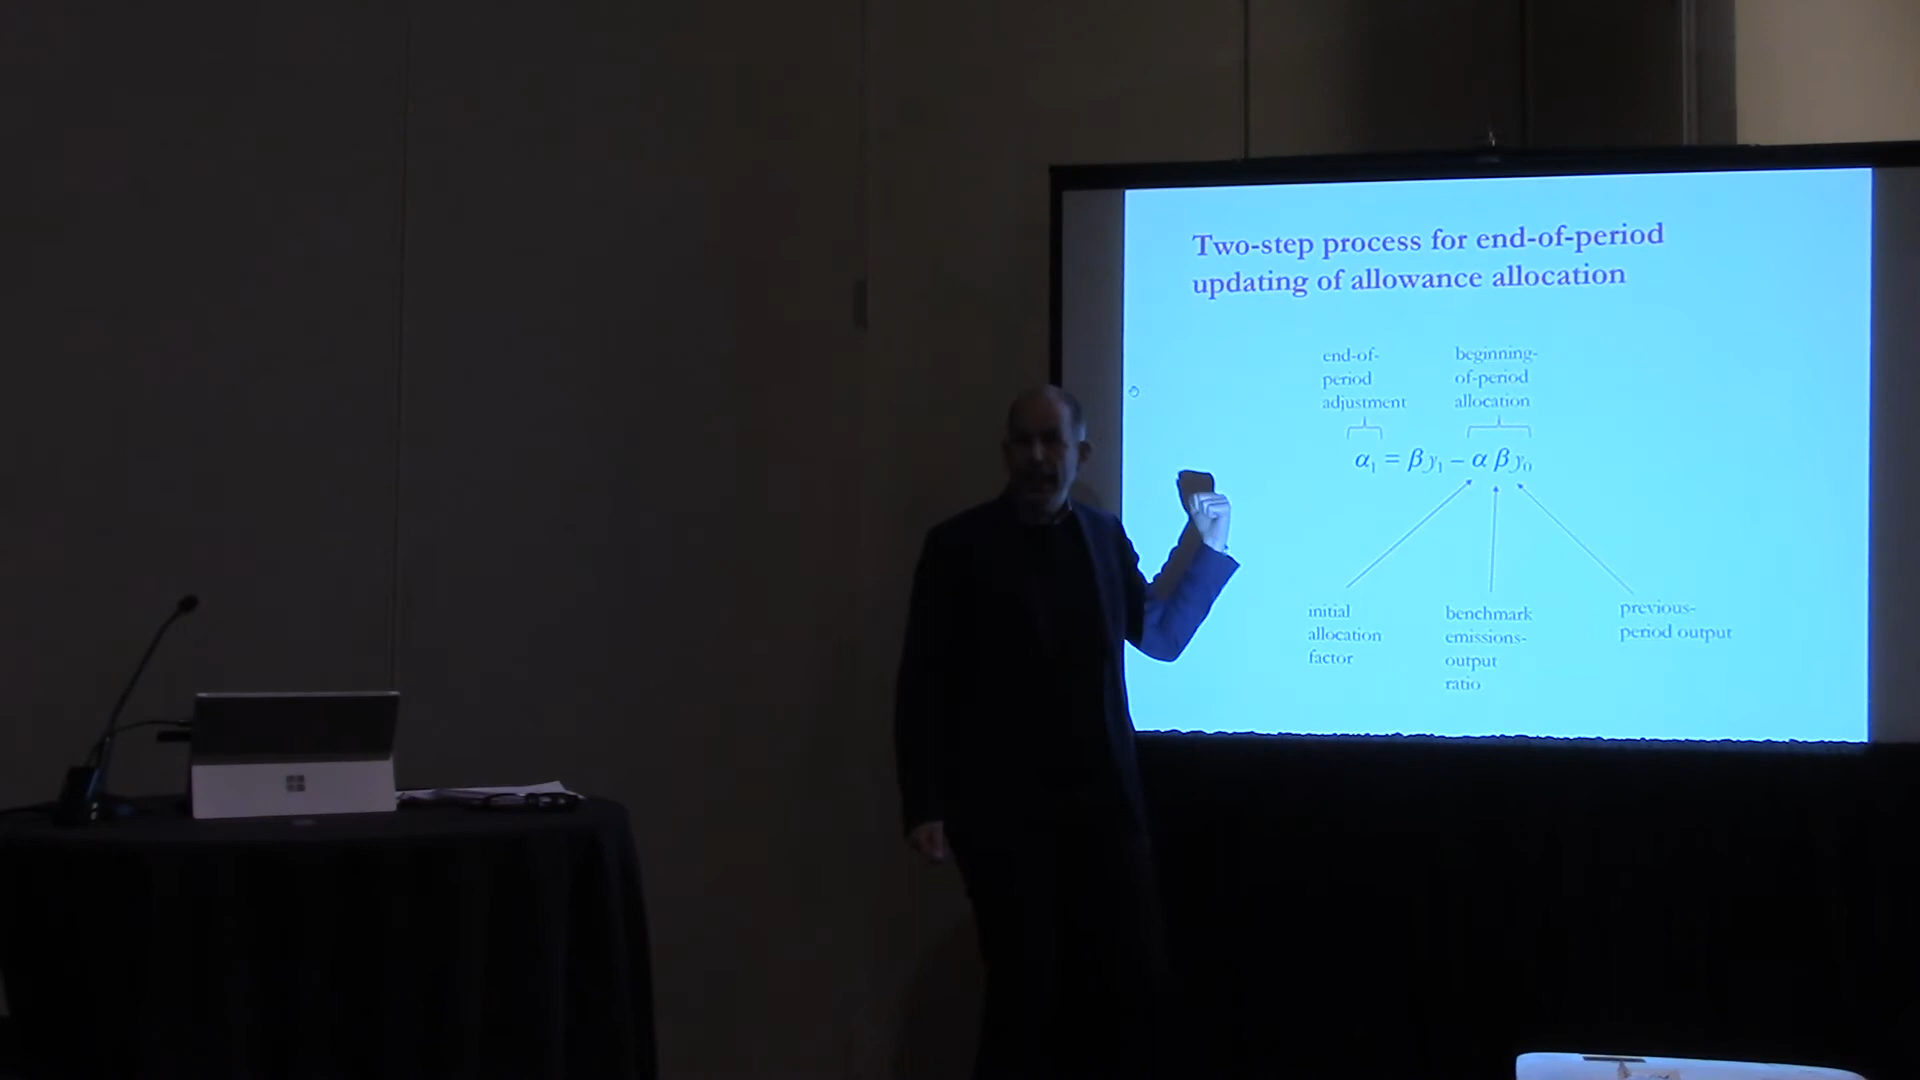 Two-step process for end-of-period
updating of allowance allocation
end-of-
period
adjustment
beginning-
of-period
allocation
α₁ = β y₁ – α β y₀
initial
allocation
factor
benchmark
emissions-
output
ratio
previous-
period output